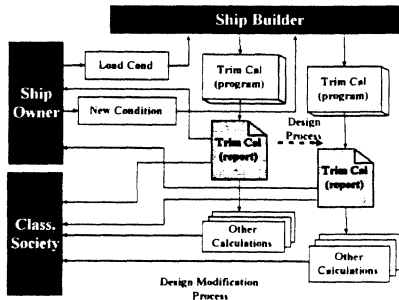 Ship Builder
Ship
Owner
Load Cond
New Condition
Trim Cal
(program)
Trim Cal
(program)
Design
Process
Trim Cal
(report)
Trim Cal
(report)
Class.
Society
Other
Calculations
Other
Calculations
Design Modification
Process